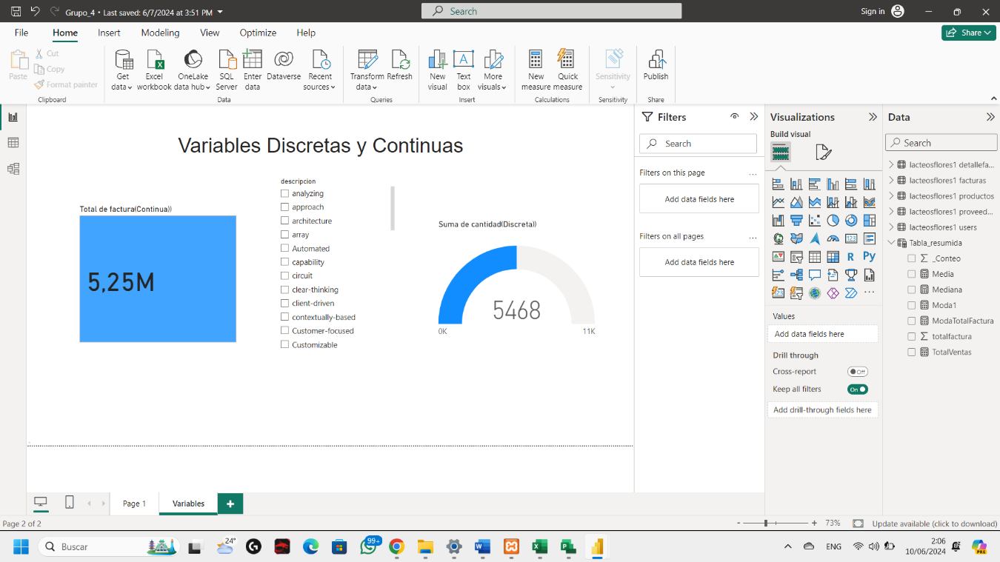 Grupo_4 • Last saved: 6/7/2024 at 3:51 PM
Search
Sign in
File Home Insert Modeling View Optimize Help
Share
Paste
Cut
Copy
Format painter
Clipboard
Get data
Excel workbook
OneLake data hub
SQL Server
Enter data
Dataverse
Recent sources
Data
Transform data
Refresh
Queries
New visual
Text box
More visuals
Insert
New measure
Quick measure
Calculations
Sensitivity
Sensitivity
Publish
Share
Variables Discretas y Continuas
Total de factura(Continua))
5,25M
descripcion
analyzing
approach
architecture
array
Automated
capability
circuit
clear-thinking
client-driven
contextually-based
Customer-focused
Customizable
Suma de cantidad(Discreta))
5468
0K
11K
Filters
Search
Filters on this page
...
Add data fields here
Filters on all pages
...
Add data fields here
Visualizations
Build visual
R
Py
123
...
Values
Add data fields here
Drill through
Cross-report
Off
Keep all filters
On
Add drill-through fields here
Data
Search
lacteosflores1 detallefa...
lacteosflores1 facturas
lacteosflores1 productos
lacteosflores1 proveed...
lacteosflores1 users
Tabla_resumida
_Conteo
Media
Mediana
Moda1
ModaTotalFactura
totalfactura
TotalVentas
Page 1
Variables
+
Page 2 of 2
- + 73%
Update available (click to download)
Buscar
24°
99+
ENG
2:06
10/06/2024
PRE